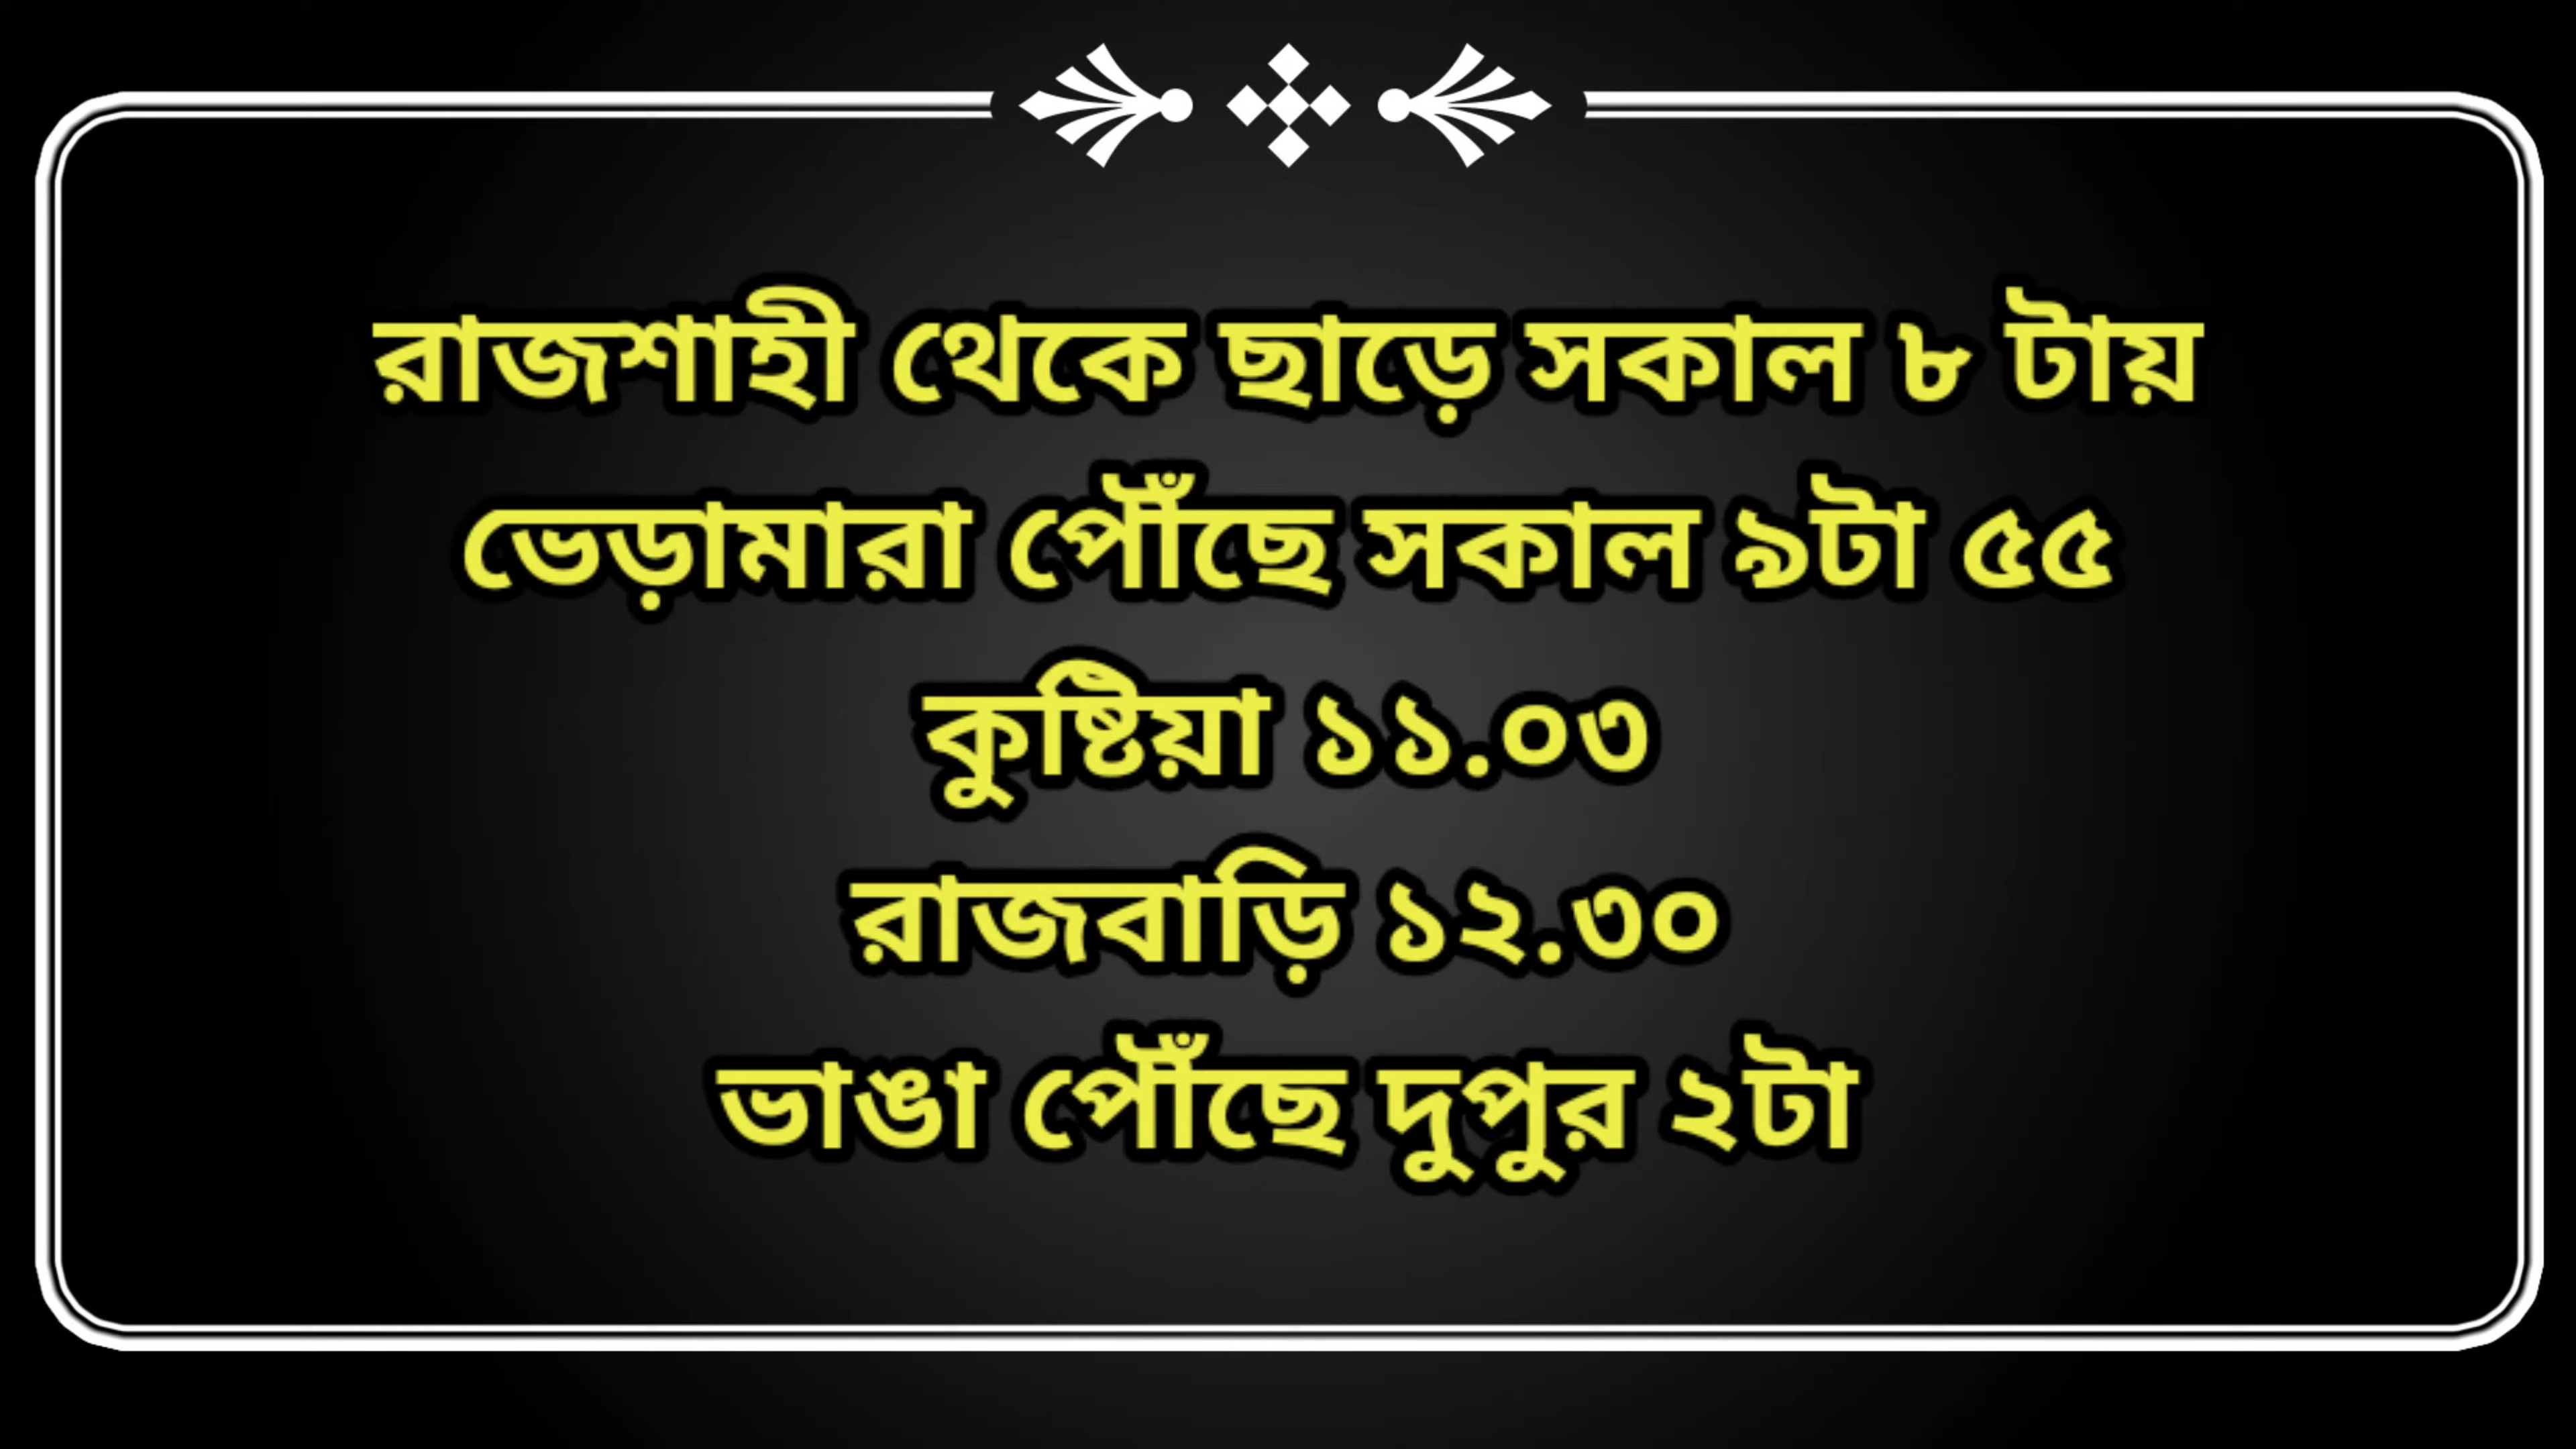 রাজশাহী থেকে ছাড়ে সকাল ৮ টায়
ভেড়ামারা পৌঁছে সকাল ৯টা ৫৫
কুষ্টিয়া ১১.০৩
রাজবাড়ি ১২.৩০
ভাঙা পৌঁছে দুপুর ২টা